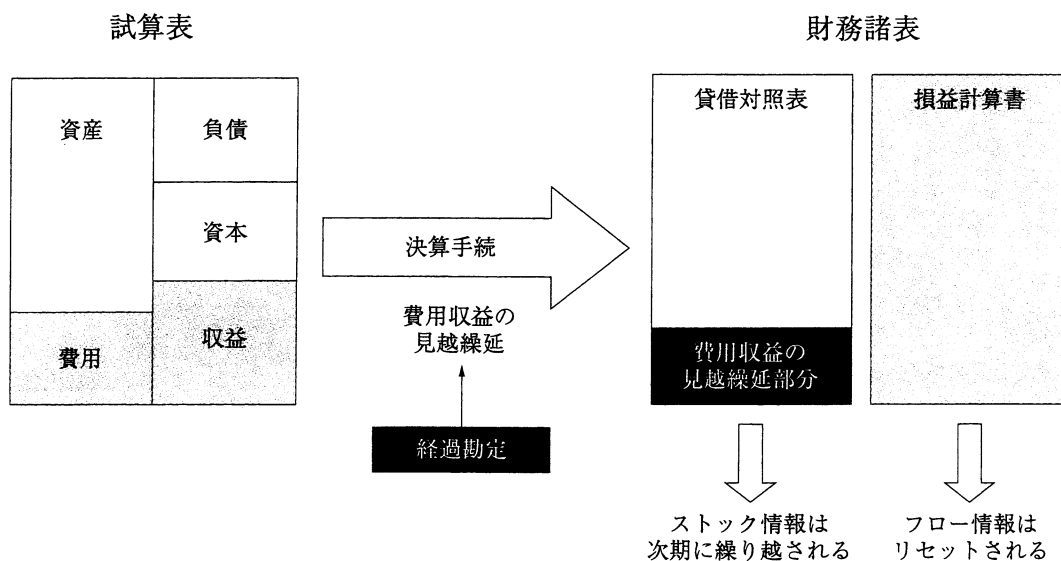 試算表
資産
負債
資本
費用
収益
決算手続
費用収益の
見越繰延
経過勘定
財務諸表
貸借対照表
損益計算書
費用収益の
見越繰延部分
ストック情報は
次期に繰り越される
フロー情報は
リセットされる